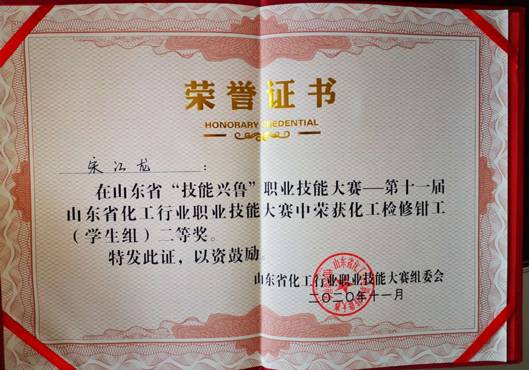 荣誉证书
HONORARY CREDENTIAL
宋江龙：
在山东省“技能兴鲁”职业技能大赛—第十一届
山东省化工行业职业技能大赛中荣获化工检修钳工
（学生组）二等奖。
特发此证，以资鼓励。
山东省化工行业职业技能大赛组委会
二〇二〇年十一月